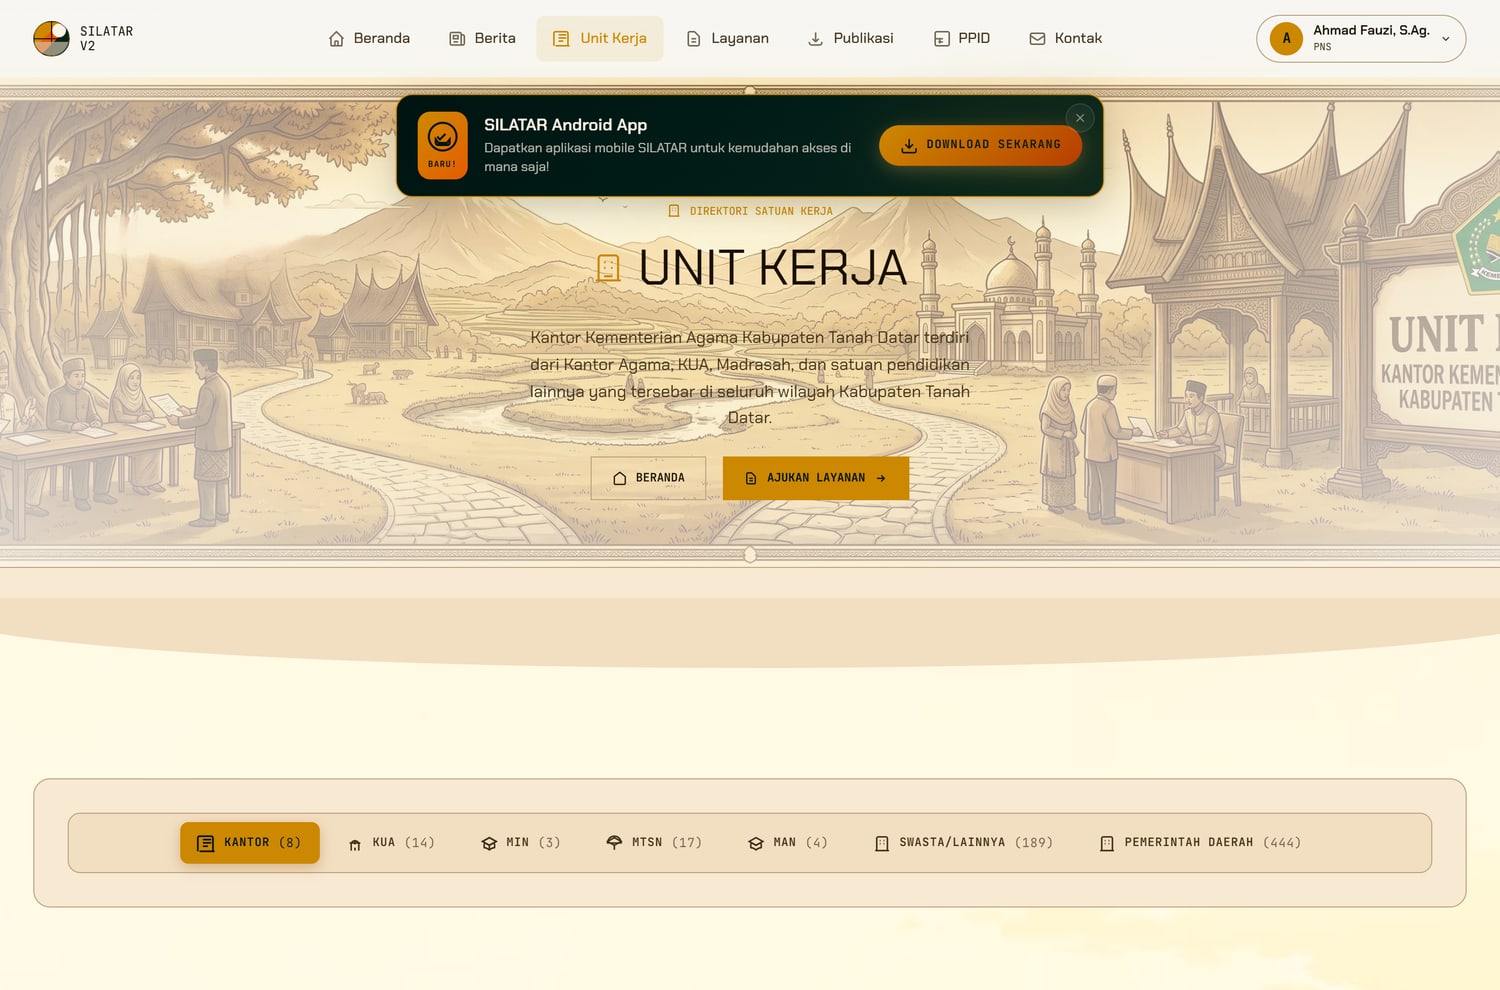 SILATAR
V2
Beranda
Berita
Unit Kerja
Layanan
Publikasi
PPID
Kontak
A
Ahmad Fauzi, S.Ag.
PNS
BARU!
SILATAR Android App
Dapatkan aplikasi mobile SILATAR untuk kemudahan akses di
mana saja!
DOWNLOAD SEKARANG
DIREKTORI SATUAN KERJA
UNIT KERJA
Kantor Kementerian Agama Kabupaten Tanah Datar terdiri
dari Kantor Agama, KUA, Madrasah, dan satuan pendidikan
lainnya yang tersebar di seluruh wilayah Kabupaten Tanah
Datar.
BERANDA
AJUKAN LAYANAN
UNIT
KANTOR KEMEN
KABUPATEN
KANTOR (8)
KUA (14)
MIN (3)
MTSN (17)
MAN (4)
SWASTA/LAINNYA (189)
PEMERINTAH DAERAH (444)